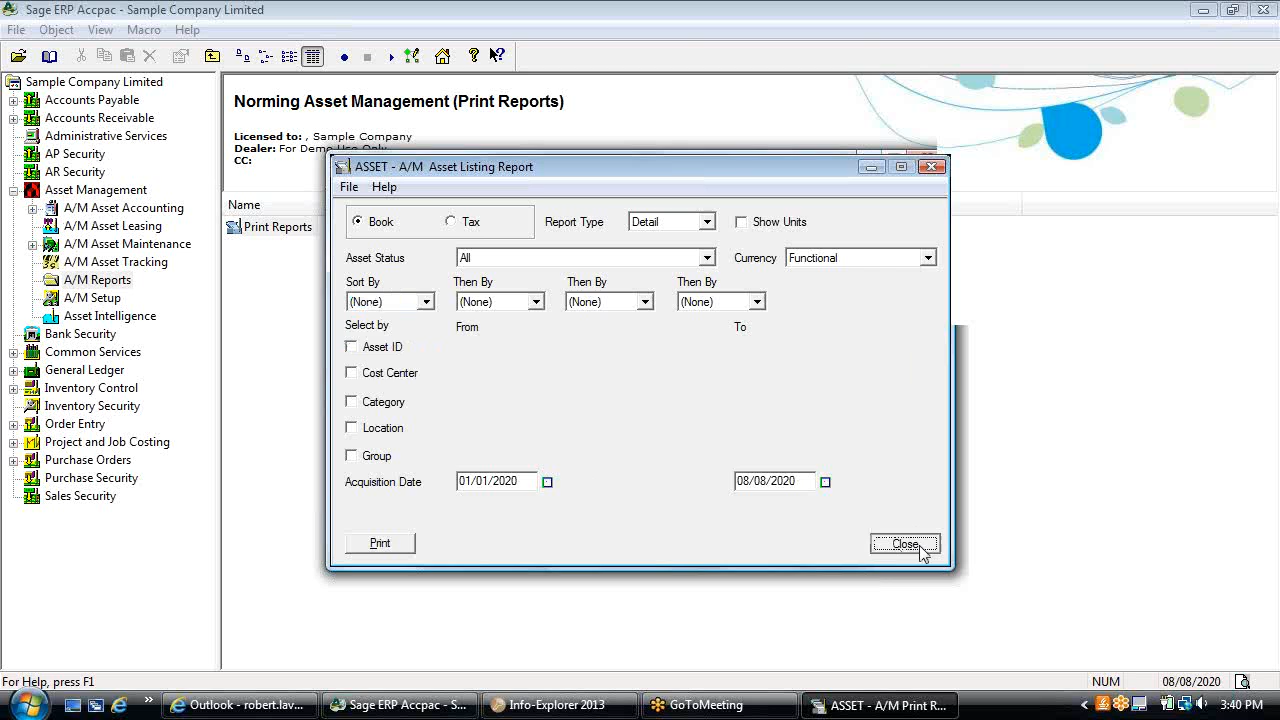 Sage ERP Accpac - Sample Company Limited
File Object View Macro Help
Sample Company Limited
Accounts Payable
Accounts Receivable
Administrative Services
AP Security
AR Security
Asset Management
A/M Asset Accounting
A/M Asset Leasing
A/M Asset Maintenance
A/M Asset Tracking
A/M Reports
A/M Setup
Asset Intelligence
Bank Security
Common Services
General Ledger
Inventory Control
Inventory Security
Order Entry
Project and Job Costing
Purchase Orders
Purchase Security
Sales Security
Norming Asset Management (Print Reports)
Licensed to: , Sample Company
Dealer: For Demo Use Only
CC:
Name
Print Reports
ASSET - A/M Asset Listing Report
File Help
Book Tax Report Type Detail Show Units
Asset Status All Currency Functional
Sort By Then By Then By Then By
(None) (None) (None) (None)
Select by From To
Asset ID
Cost Center
Category
Location
Group
Acquisition Date 01/01/2020 08/08/2020
Print Close
For Help, press F1 NUM 08/08/2020
Outlook - robert.lav... Sage ERP Accpac - S... Info-Explorer 2013 GoToMeeting ASSET - A/M Print R... 3:40 PM